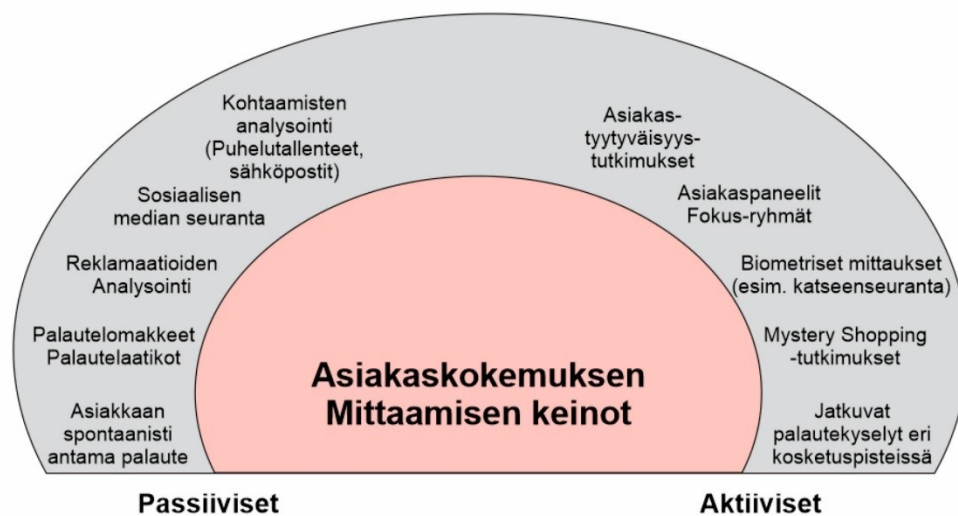 Kohtaamisten
analysointi
(Puhelutallenteet,
sähköpostit)
Sosiaalisen
median seuranta
Reklamaatioiden
Analysointi
Palautelomakkeet
Palautelaatikot
Asiakkaan
spontaanisti
antama palaute
Asiakas-
tyytyväisyys-
tutkimukset
Asiakaspaneelit
Fokus-ryhmät
Biometriset mittaukset
(esim. katseenseuranta)
Mystery Shopping
-tutkimukset
Jatkuvat
palautekyselyt eri
kosketuspisteissä
Asiakaskokemuksen
Mittaamisen keinot
Passiiviset
Aktiiviset